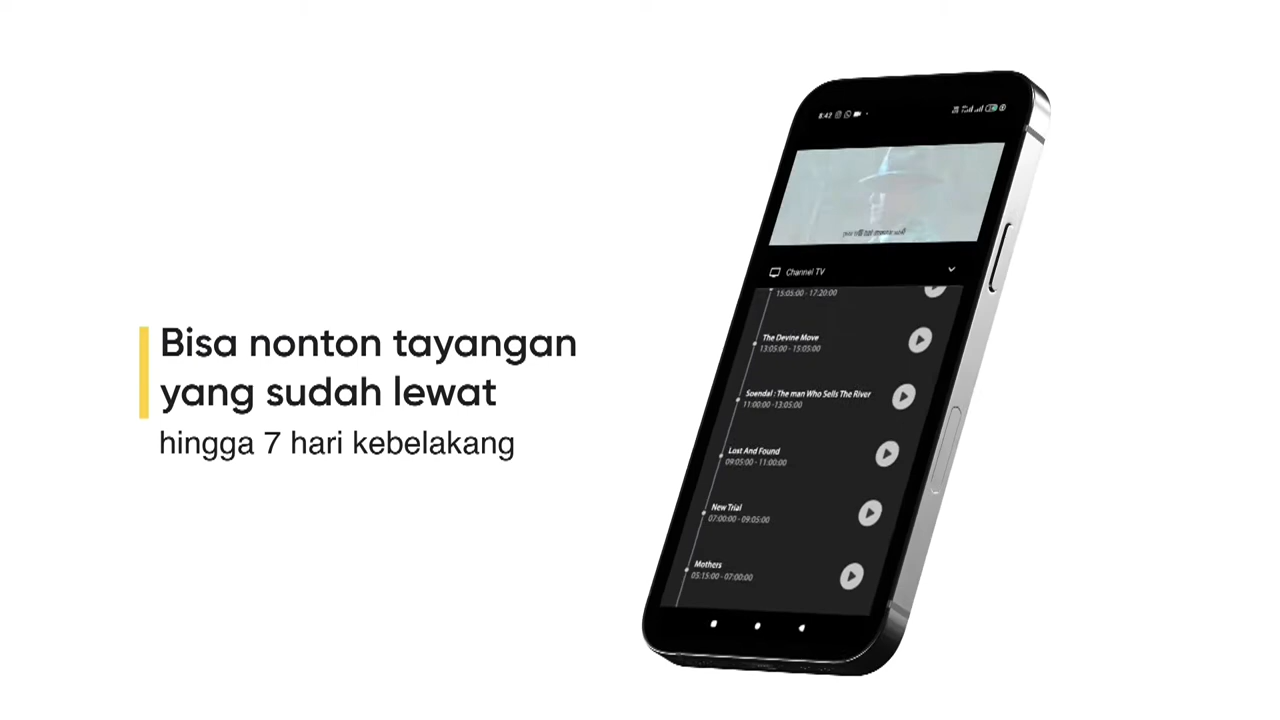 Bisa nonton tayangan
yang sudah lewat
hingga 7 hari kebelakang
8:42
Channel TV
15:05:00 - 17:20:00
The Devine Move
13:05:00 - 15:05:00
Soendal : The man Who Sells The River
11:00:00 -13:05:00
Lost And Found
09:05:00 - 11:00:00
New Trial
07:00:00 - 09:05:00
Mothers
05:15:00 - 07:00:00